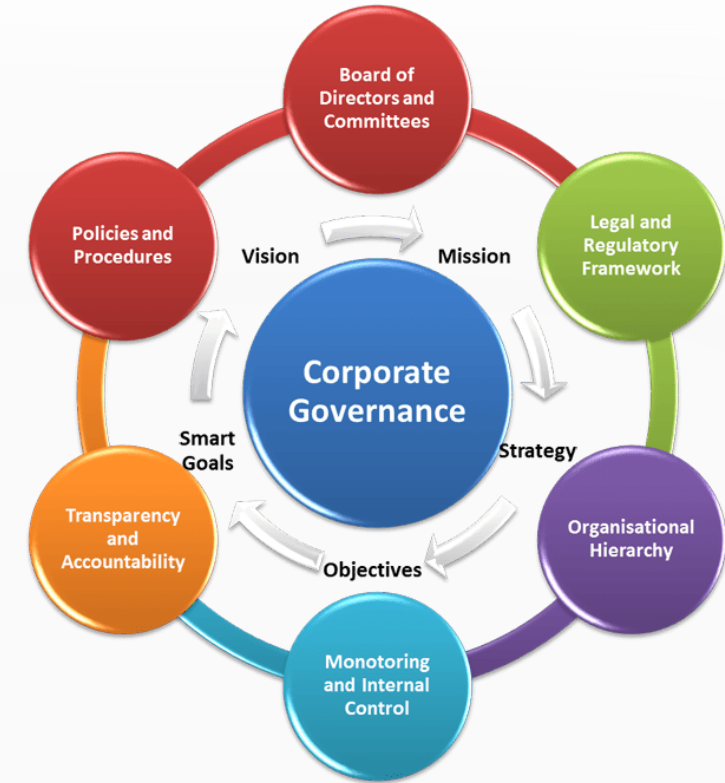 Board of
Directors and
Committees
Legal and
Regulatory
Framework
Organisational
Hierarchy
Monotoring
and Internal
Control
Transparency
and
Accountability
Policies and
Procedures
Vision
Mission
Strategy
Objectives
Smart
Goals
Corporate
Governance